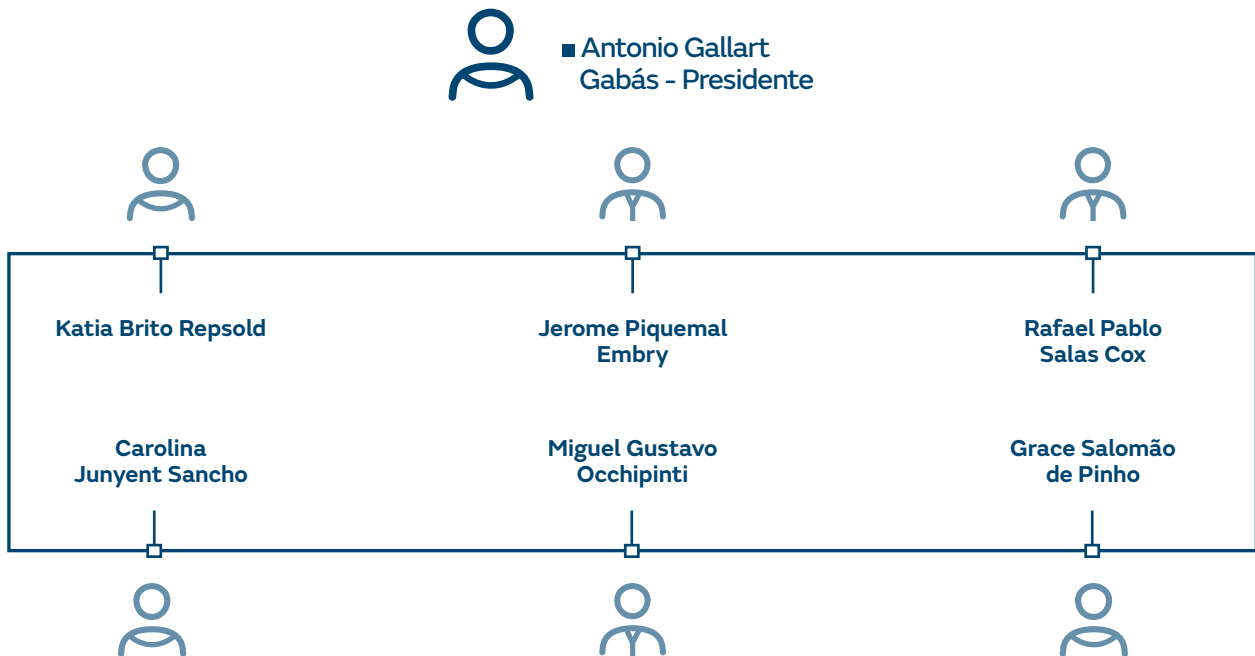 Antonio Gallart
Gabás - Presidente
Katia Brito Repsold
Jerome Piquemal
Embry
Rafael Pablo
Salas Cox
Carolina
Junyent Sancho
Miguel Gustavo
Occhipinti
Grace Salomão
de Pinho